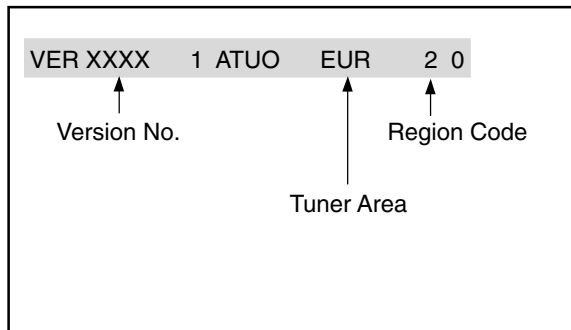 VER XXXX 1 ATUO EUR 2 0
Version No. Region Code
Tuner Area